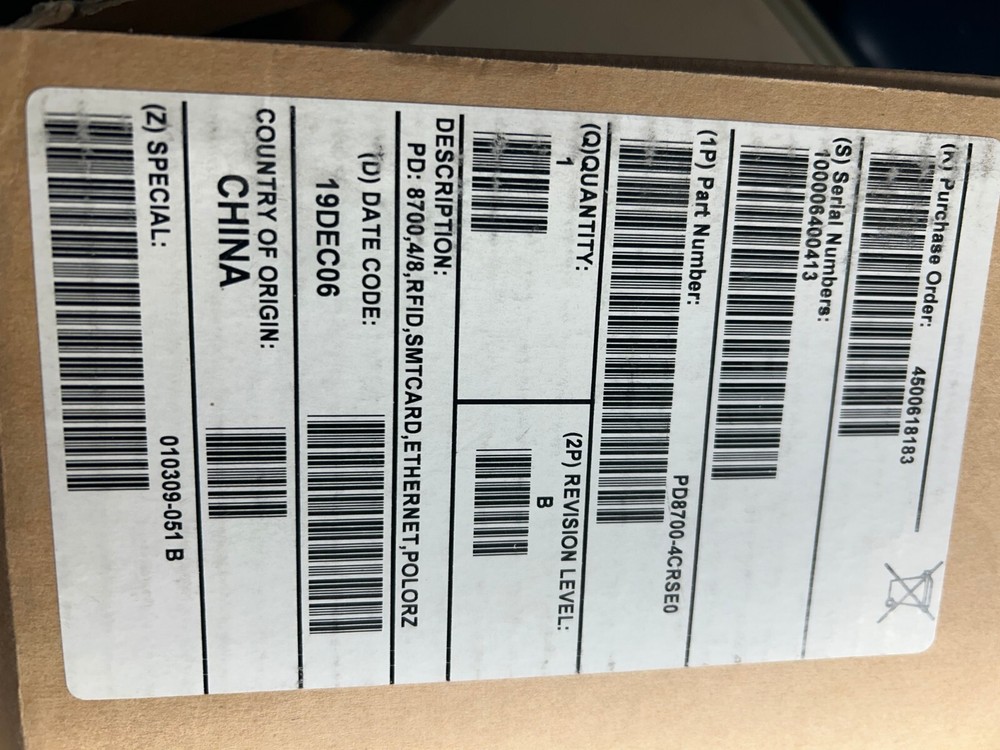 (K) Purchase Order: 4500618183
(S) Serial Numbers:
10006400413
(1P) Part Number: PD8700-4CRSE0
(Q)QUANTITY:
1
(2P) REVISION LEVEL:
B
DESCRIPTION:
PD: 8700,4/8,RFID,SMTCARD,ETHERNET,POLORZ
(D) DATE CODE:
19DEC06
COUNTRY OF ORIGIN:
CHINA
(Z) SPECIAL: 010309-051 B